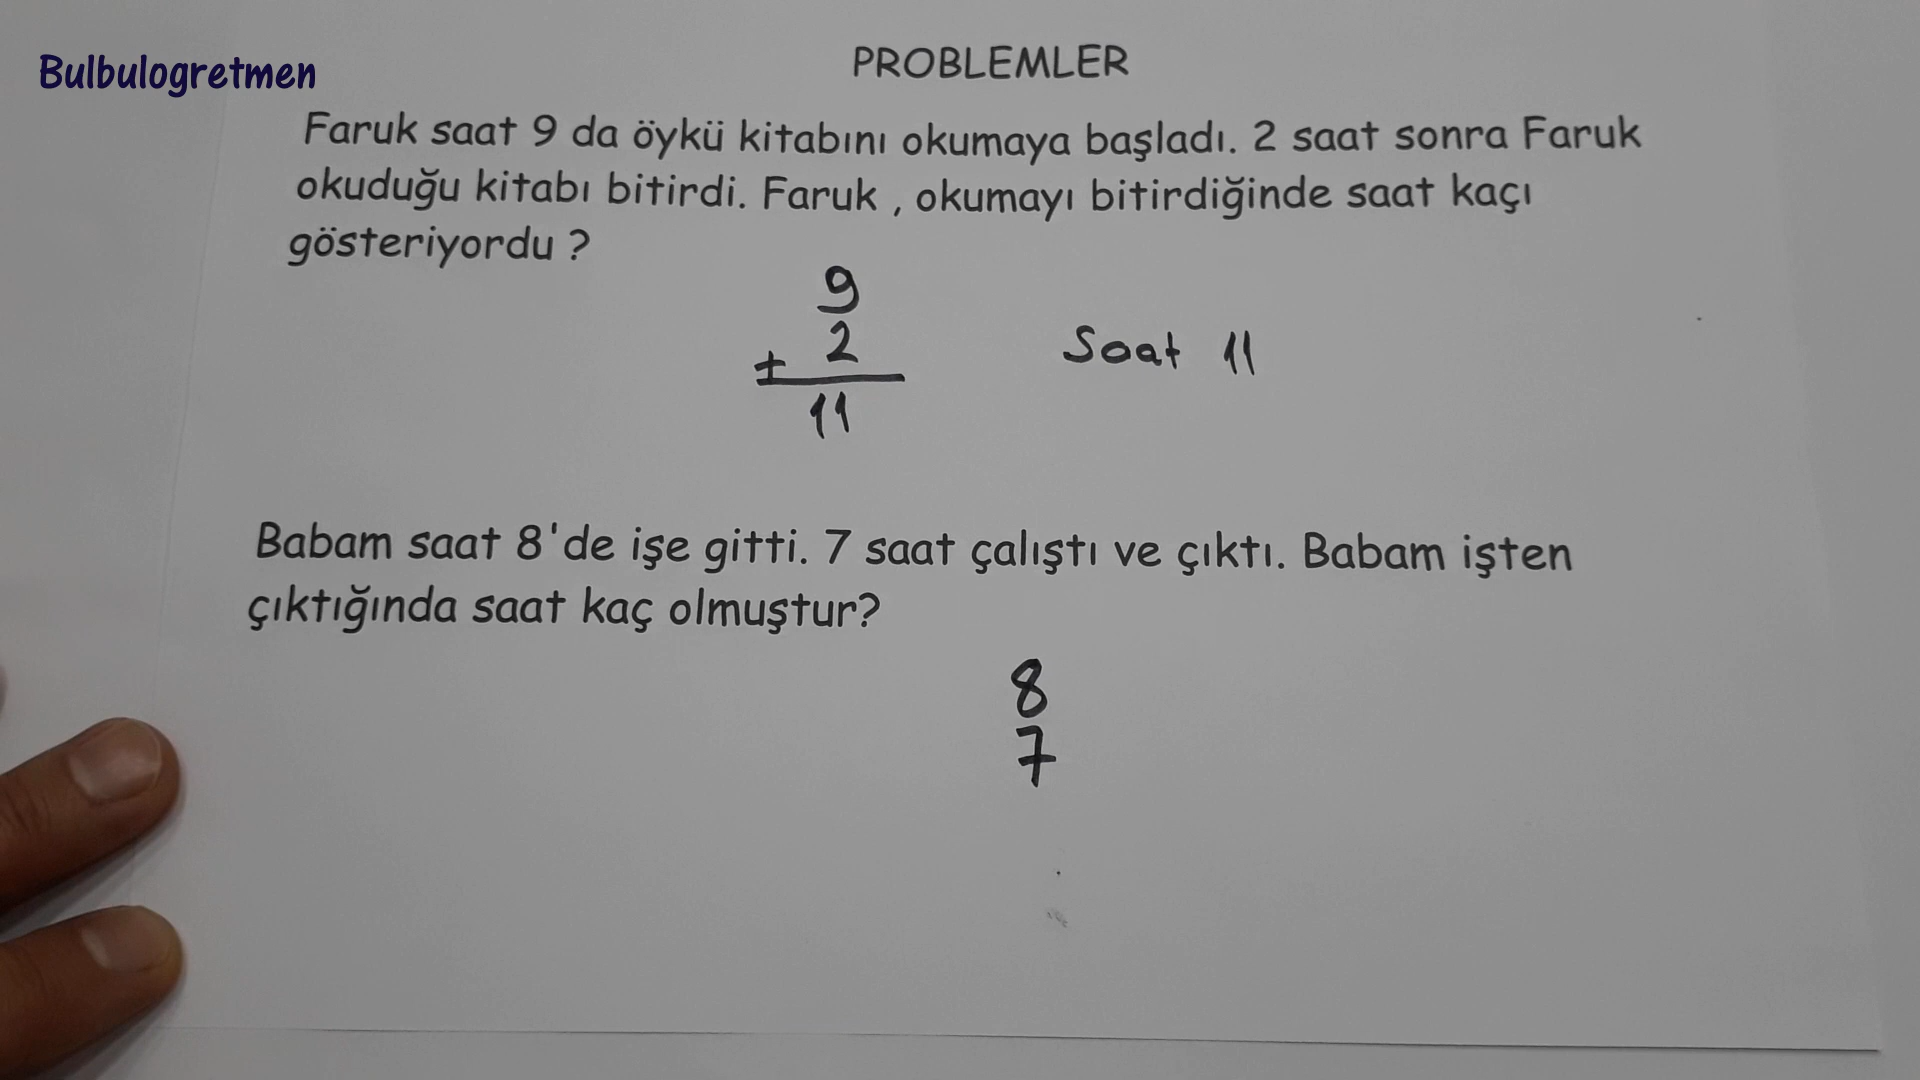 Bulbulogretmen
PROBLEMLER
Faruk saat 9 da öykü kitabını okumaya başladı. 2 saat sonra Faruk
okuduğu kitabı bitirdi. Faruk , okumayı bitirdiğinde saat kaçı
gösteriyordu ?
9
2
+
11
Saat 11
Babam saat 8'de işe gitti. 7 saat çalıştı ve çıktı. Babam işten
çıktığında saat kaç olmuştur?
8
7